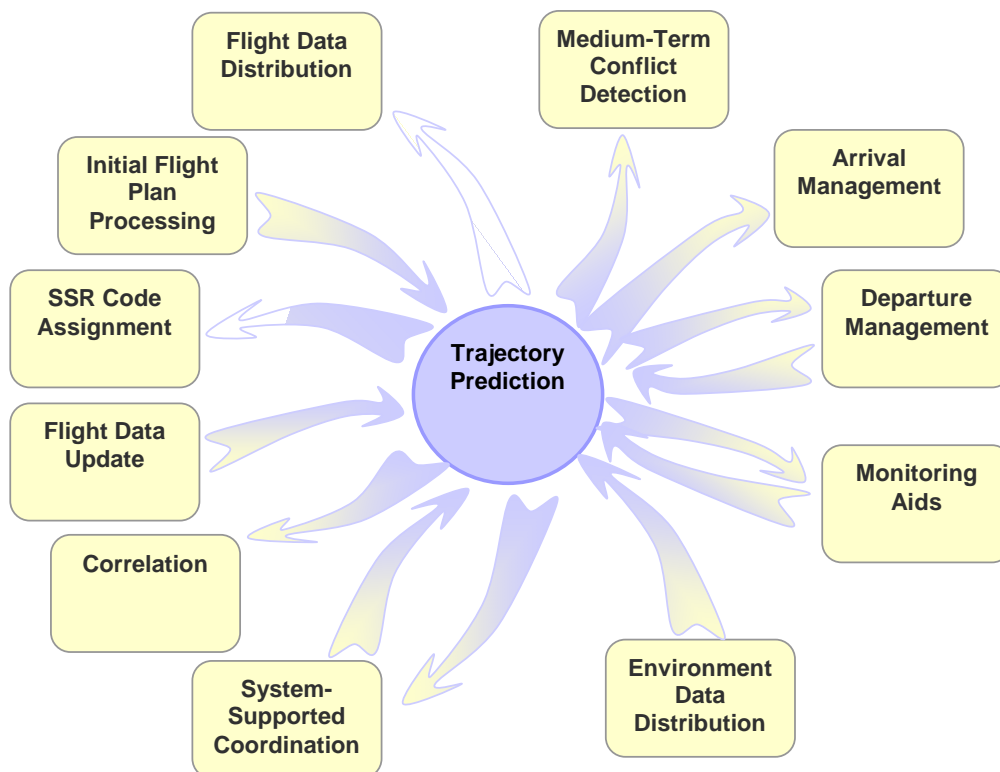 Flight Data
Distribution
Medium-Term
Conflict
Detection
Initial Flight
Plan
Processing
Arrival
Management
SSR Code
Assignment
Departure
Management
Trajectory
Prediction
Flight Data
Update
Monitoring
Aids
Correlation
System-
Supported
Coordination
Environment
Data
Distribution